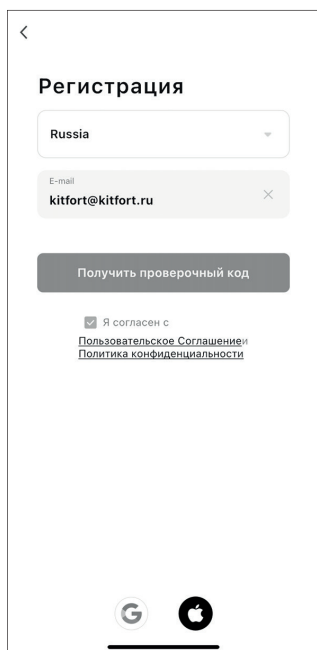 Регистрация
Russia
E-mail
kitfort@kitfort.ru
Получить проверочный код
Я согласен с
Пользовательское Соглашениеи
Политика конфиденциальности
G